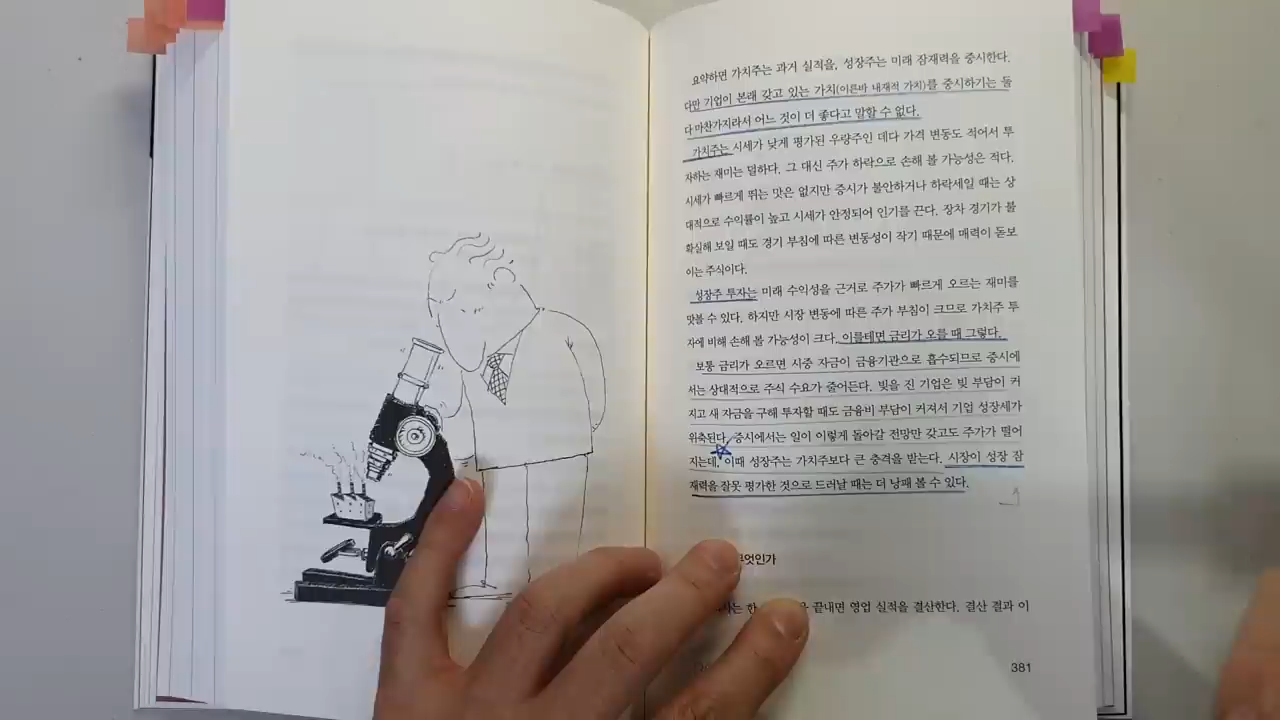 요약하면 가치주는 과거 실적을, 성장주는 미래 잠재력을 중시한다.
다만 기업이 본래 갖고 있는 가치(이른바 내재적 가치)를 중시하기는 둘
다 마찬가지라서 어느 것이 더 좋다고 말할 수 없다.
가치주는 시세가 낮게 평가된 우량주인 데다 가격 변동도 적어서 투
자하는 재미는 덜하다. 그 대신 주가 하락으로 손해 볼 가능성은 적다.
시세가 빠르게 뛰는 맛은 없지만 증시가 불안하거나 하락세일 때는 상
대적으로 수익률이 높고 시세가 안정되어 인기를 끈다. 장차 경기가 불
확실해 보일 때도 경기 부침에 따른 변동성이 작기 때문에 매력이 돋보
이는 주식이다.
성장주 투자는 미래 수익성을 근거로 주가가 빠르게 오르는 재미를
맛볼 수 있다. 하지만 시장 변동에 따른 주가 부침이 크므로 가치주 투
자에 비해 손해 볼 가능성이 크다. 이를테면 금리가 오를 때 그렇다.
보통 금리가 오르면 시중 자금이 금융기관으로 흡수되므로 증시에
서는 상대적으로 주식 수요가 줄어든다. 빚을 진 기업은 빚 부담이 커
지고 새 자금을 구해 투자할 때도 금융비 부담이 커져서 기업 성장세가
위축된다. 증시에서는 일이 이렇게 돌아갈 전망만 갖고도 주가가 떨어
지는데, 이때 성장주는 가치주보다 큰 충격을 받는다. 시장이 성장 잠
재력을 잘못 평가한 것으로 드러날 때는 더 낭패 볼 수 있다.
무엇인가
는 한 끝내면 영업 실적을 결산한다. 결산 결과 이
381